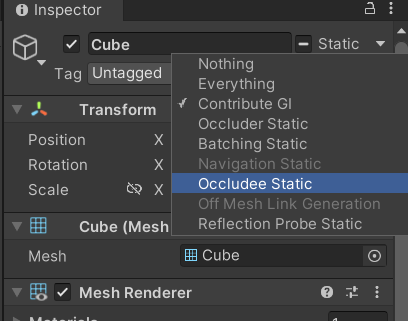 Inspector
Cube
Static
Tag Untagged
Nothing
Everything
Contribute GI
Occluder Static
Batching Static
Navigation Static
Occludee Static
Off Mesh Link Generation
Reflection Probe Static
Transform
Position X
Rotation X
Scale X
Cube (Mesh
Mesh Cube
Mesh Renderer
Materials 1